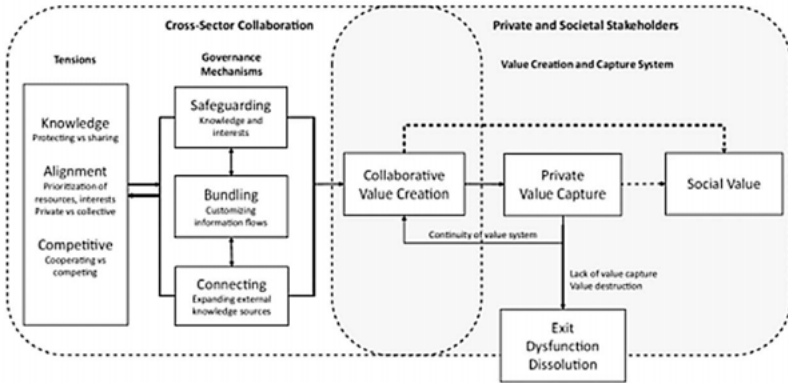 Cross-Sector Collaboration
Private and Societal Stakeholders
Tensions
Governance
Mechanisms
Value Creation and Capture System
Knowledge
Protecting vs sharing
Alignment
Prioritization of
resources, interests
Private vs collective
Competitive
Cooperating vs
competing
Safeguarding
Knowledge and
interests
Bundling
Customizing
information flows
Connecting
Expanding external
knowledge sources
Collaborative
Value Creation
Private
Value Capture
Social Value
Continuity of value system
Lack of value capture
Value destruction
Exit
Dysfunction
Dissolution